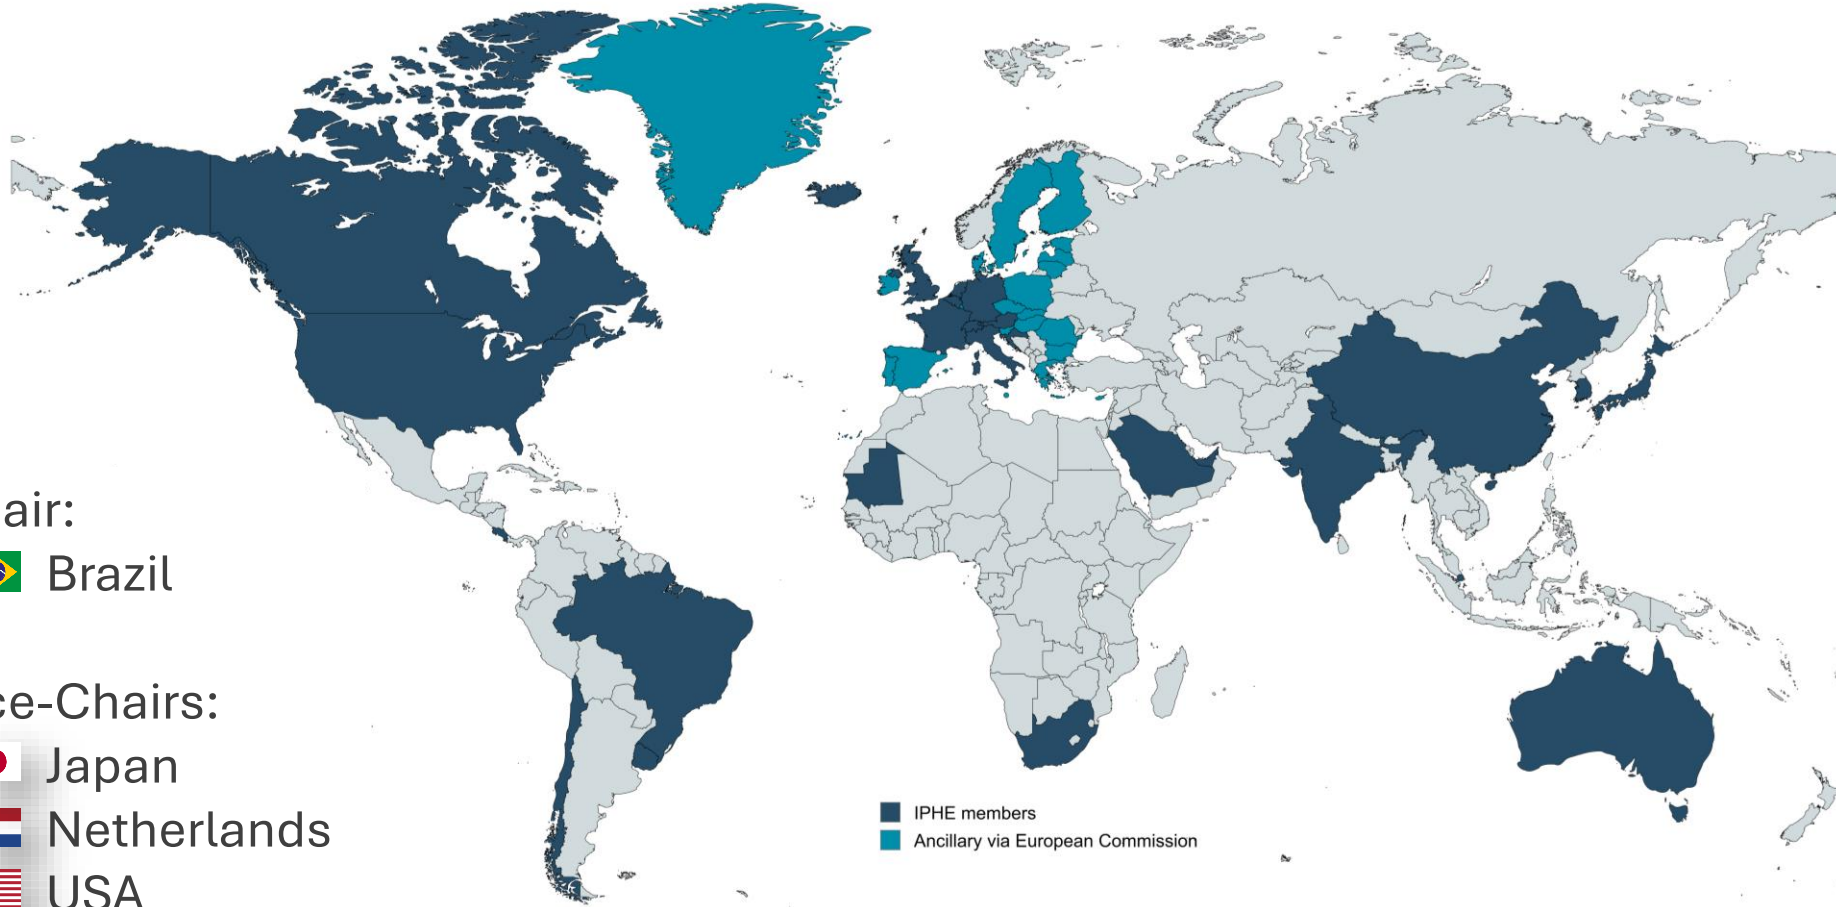 air:
Brazil
ce-Chairs:
Japan
Netherlands
USA
IPHE members
Ancillary via European Commission